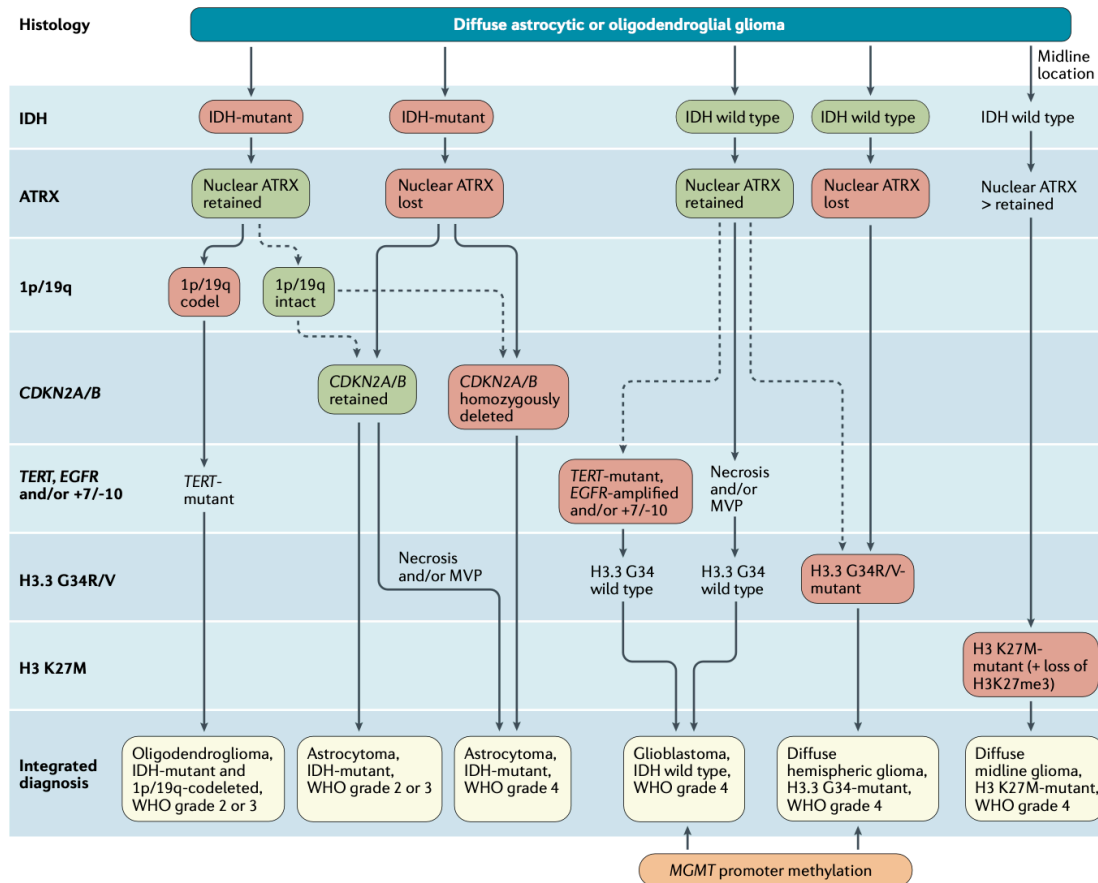 Histology
Diffuse astrocytic or oligodendroglial glioma
Midline
location
IDH
IDH-mutant
IDH-mutant
IDH wild type
IDH wild type
IDH wild type
ATRX
Nuclear ATRX
retained
Nuclear ATRX
lost
Nuclear ATRX
retained
Nuclear ATRX
lost
Nuclear ATRX
> retained
1p/19q
1p/19q
codel
1p/19q
intact
CDKN2A/B
CDKN2A/B
retained
CDKN2A/B
homozygously
deleted
TERT, EGFR
and/or +7/-10
TERT-
mutant
TERT-mutant,
EGFR-amplified
and/or +7/-10
Necrosis
and/or
MVP
H3.3 G34R/V
Necrosis
and/or MVP
H3.3 G34
wild type
H3.3 G34
wild type
H3.3 G34R/V-
mutant
H3 K27M
H3 K27M-
mutant (+ loss of
H3K27me3)
Integrated
diagnosis
Oligodendroglioma,
IDH-mutant and
1p/19q-codeleted,
WHO grade 2 or 3
Astrocytoma,
IDH-mutant,
WHO grade 2 or 3
Astrocytoma,
IDH-mutant,
WHO grade 4
Glioblastoma,
IDH wild type,
WHO grade 4
Diffuse
hemispheric glioma,
H3.3 G34-mutant,
WHO grade 4
Diffuse
midline glioma,
H3 K27M-mutant,
WHO grade 4
MGMT promoter methylation